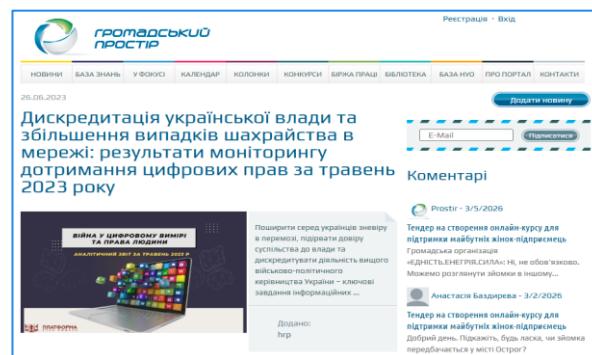 Реєстрація - Вхід
ГРОМАДСЬКИЙ
ПРОСТІР
НОВИНИ БАЗА ЗНАНЬ У ФОКУСІ КАЛЕНДАР КОЛОНКИ КОНКУРСИ БІРЖА ПРАЦІ БІБЛІОТЕКА БАЗА НУО ПРО ПОРТАЛ КОНТАКТИ
26.06.2023
Дискредитація української влади та
збільшення випадків шахрайства в
мережі: результати моніторингу
дотримання цифрових прав за травень
2023 року
ВІЙНА У ЦИФРОВОМУ ВИМІРІ
ТА ПРАВА ЛЮДИНИ
АНАЛІТИЧНИЙ ЗВІТ ЗА ТРАВЕНЬ 2023 Р
ПЛАТФОРМА
Поширити серед українців зневіру
в перемозі, підірвати довіру
суспільства до влади та
дискредитувати діяльність вищого
військово-політичного
керівництва України – ключові
завдання інформаційних ...
Додано:
hrp
Додати новину
E-Mail Підписатися
Коментарі
Prostir - 3/5/2026
Тендер на створення онлайн-курсу для
підтримки майбутніх жінок-підприємець
Громадська організація
«ЄДНІСТЬ.ЕНЕГРІЯ.СИЛА»: Ні, не обов'язково.
Можемо розглянути зйомки в іншому...
Анастасія Баздирєва - 3/2/2026
Тендер на створення онлайн-курсу для
підтримки майбутніх жінок-підприємець
Добрий день. Підкажіть, будь ласка, чи зйомка
передбачається у місті Острог?